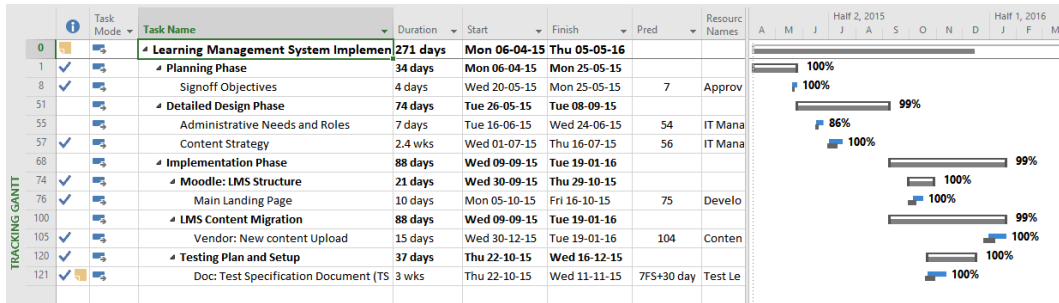 Task Mode Task Name Duration Start Finish Pred Resourc Names Half 2, 2015 Half 1, 2016
A M J J A S O N D J F M
0 Learning Management System Implemen 271 days Mon 06-04-15 Thu 05-05-16
1 Planning Phase 34 days Mon 06-04-15 Mon 25-05-15 100%
8 Signoff Objectives 4 days Wed 20-05-15 Mon 25-05-15 7 Approv 100%
51 Detailed Design Phase 74 days Tue 26-05-15 Tue 08-09-15 99%
55 Administrative Needs and Roles 7 days Tue 16-06-15 Wed 24-06-15 54 IT Mana 86%
57 Content Strategy 2.4 wks Wed 01-07-15 Thu 16-07-15 56 IT Mana 100%
68 Implementation Phase 88 days Wed 09-09-15 Tue 19-01-16 99%
74 Moodle: LMS Structure 21 days Wed 30-09-15 Thu 29-10-15 100%
76 Main Landing Page 10 days Mon 05-10-15 Fri 16-10-15 75 Develo 100%
100 LMS Content Migration 88 days Wed 09-09-15 Tue 19-01-16 99%
105 Vendor: New content Upload 15 days Wed 30-12-15 Tue 19-01-16 104 Conten 100%
120 Testing Plan and Setup 37 days Thu 22-10-15 Wed 16-12-15 100%
121 Doc: Test Specification Document (TS 3 wks Thu 22-10-15 Wed 11-11-15 7FS+30 day Test Le 100%
TRACKING GANTT